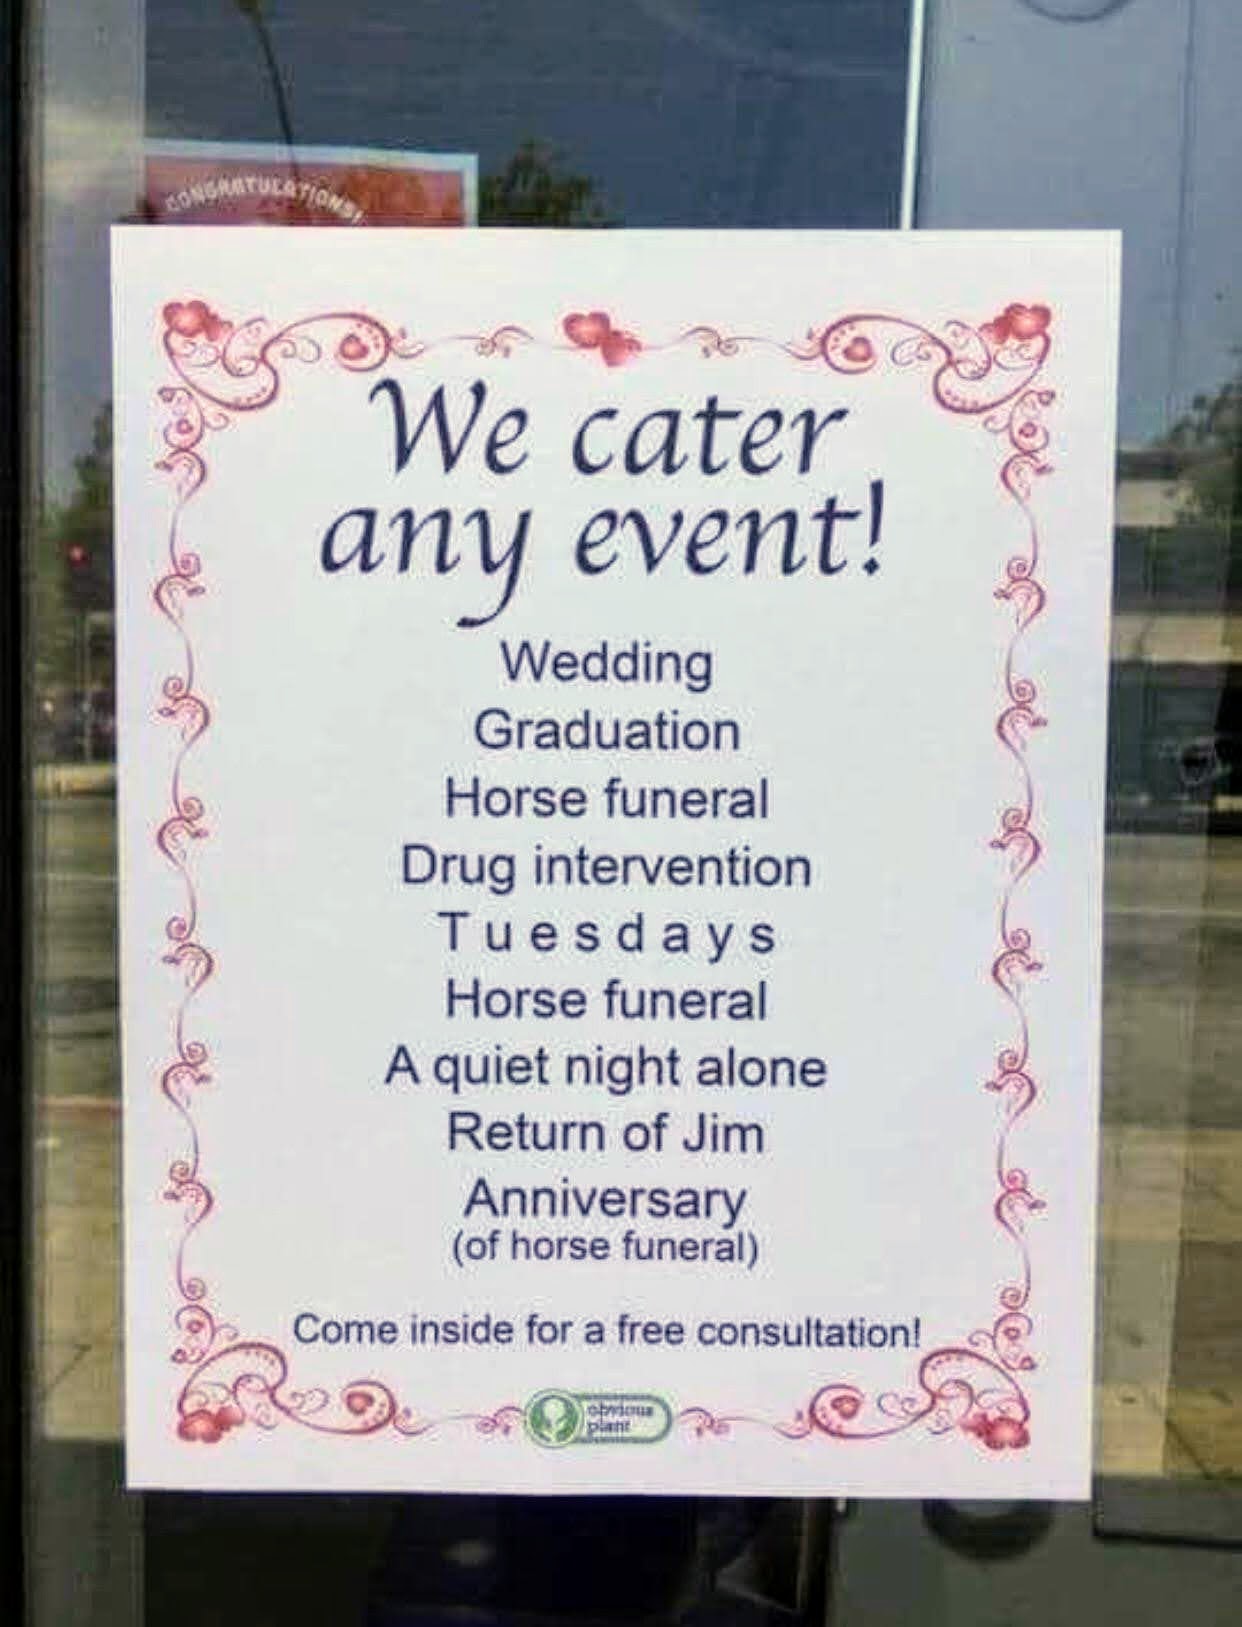 CONGRATULATIONS!
We cater
any event!
Wedding
Graduation
Horse funeral
Drug intervention
Tuesdays
Horse funeral
A quiet night alone
Return of Jim
Anniversary
(of horse funeral)
Come inside for a free consultation!
obvious
plant